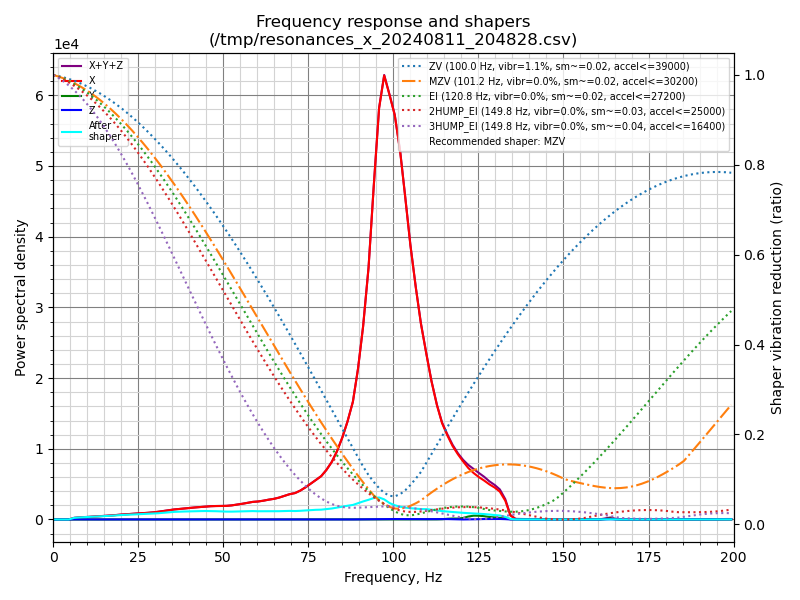 Frequency response and shapers
(/tmp/resonances_x_20240811_204828.csv)
1e4
X+Y+Z
X
Y
Z
After
shaper
ZV (100.0 Hz, vibr=1.1%, sm~=0.02, accel<=39000)
MZV (101.2 Hz, vibr=0.0%, sm~=0.02, accel<=30200)
EI (120.8 Hz, vibr=0.0%, sm~=0.02, accel<=27200)
2HUMP_EI (149.8 Hz, vibr=0.0%, sm~=0.03, accel<=25000)
3HUMP_EI (149.8 Hz, vibr=0.0%, sm~=0.04, accel<=16400)
Recommended shaper: MZV
Power spectral density
6
5
4
3
2
1
0
1.0
0.8
0.6
0.4
0.2
0.0
Shaper vibration reduction (ratio)
0 25 50 75 100 125 150 175 200
Frequency, Hz